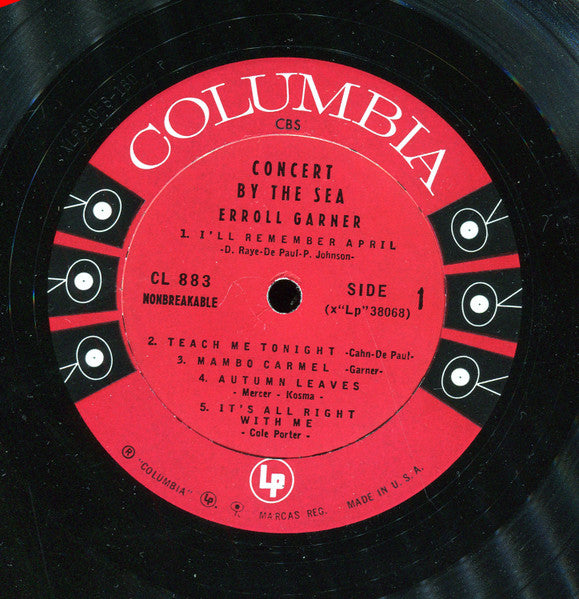 COLUMBIA
CBS
CONCERT
BY THE SEA
ERROLL GARNER
1. I'LL REMEMBER APRIL
-D. Raye-De Paul-P. Johnson-
CL 883
NONBREAKABLE
SIDE 1
(x"Lp"38068)
2. TEACH ME TONIGHT -Cahn-De Paul-
3. MAMBO CARMEL -Garner-
4. AUTUMN LEAVES
- Mercer - Kosma -
5. IT'S ALL RIGHT
WITH ME
- Cole Porter -
LP
® "COLUMBIA" MARCAS REG. MADE IN U. S. A.